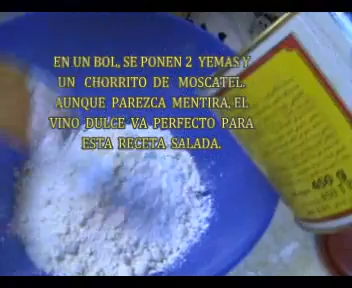 EN UN BOL, SE PONEN 2 YEMAS Y
UN CHORRITO DE MOSCATEL.
AUNQUE PAREZCA MENTIRA, EL
VINO DULCE VA PERFECTO PARA
ESTA RECETA SALADA.
450 g